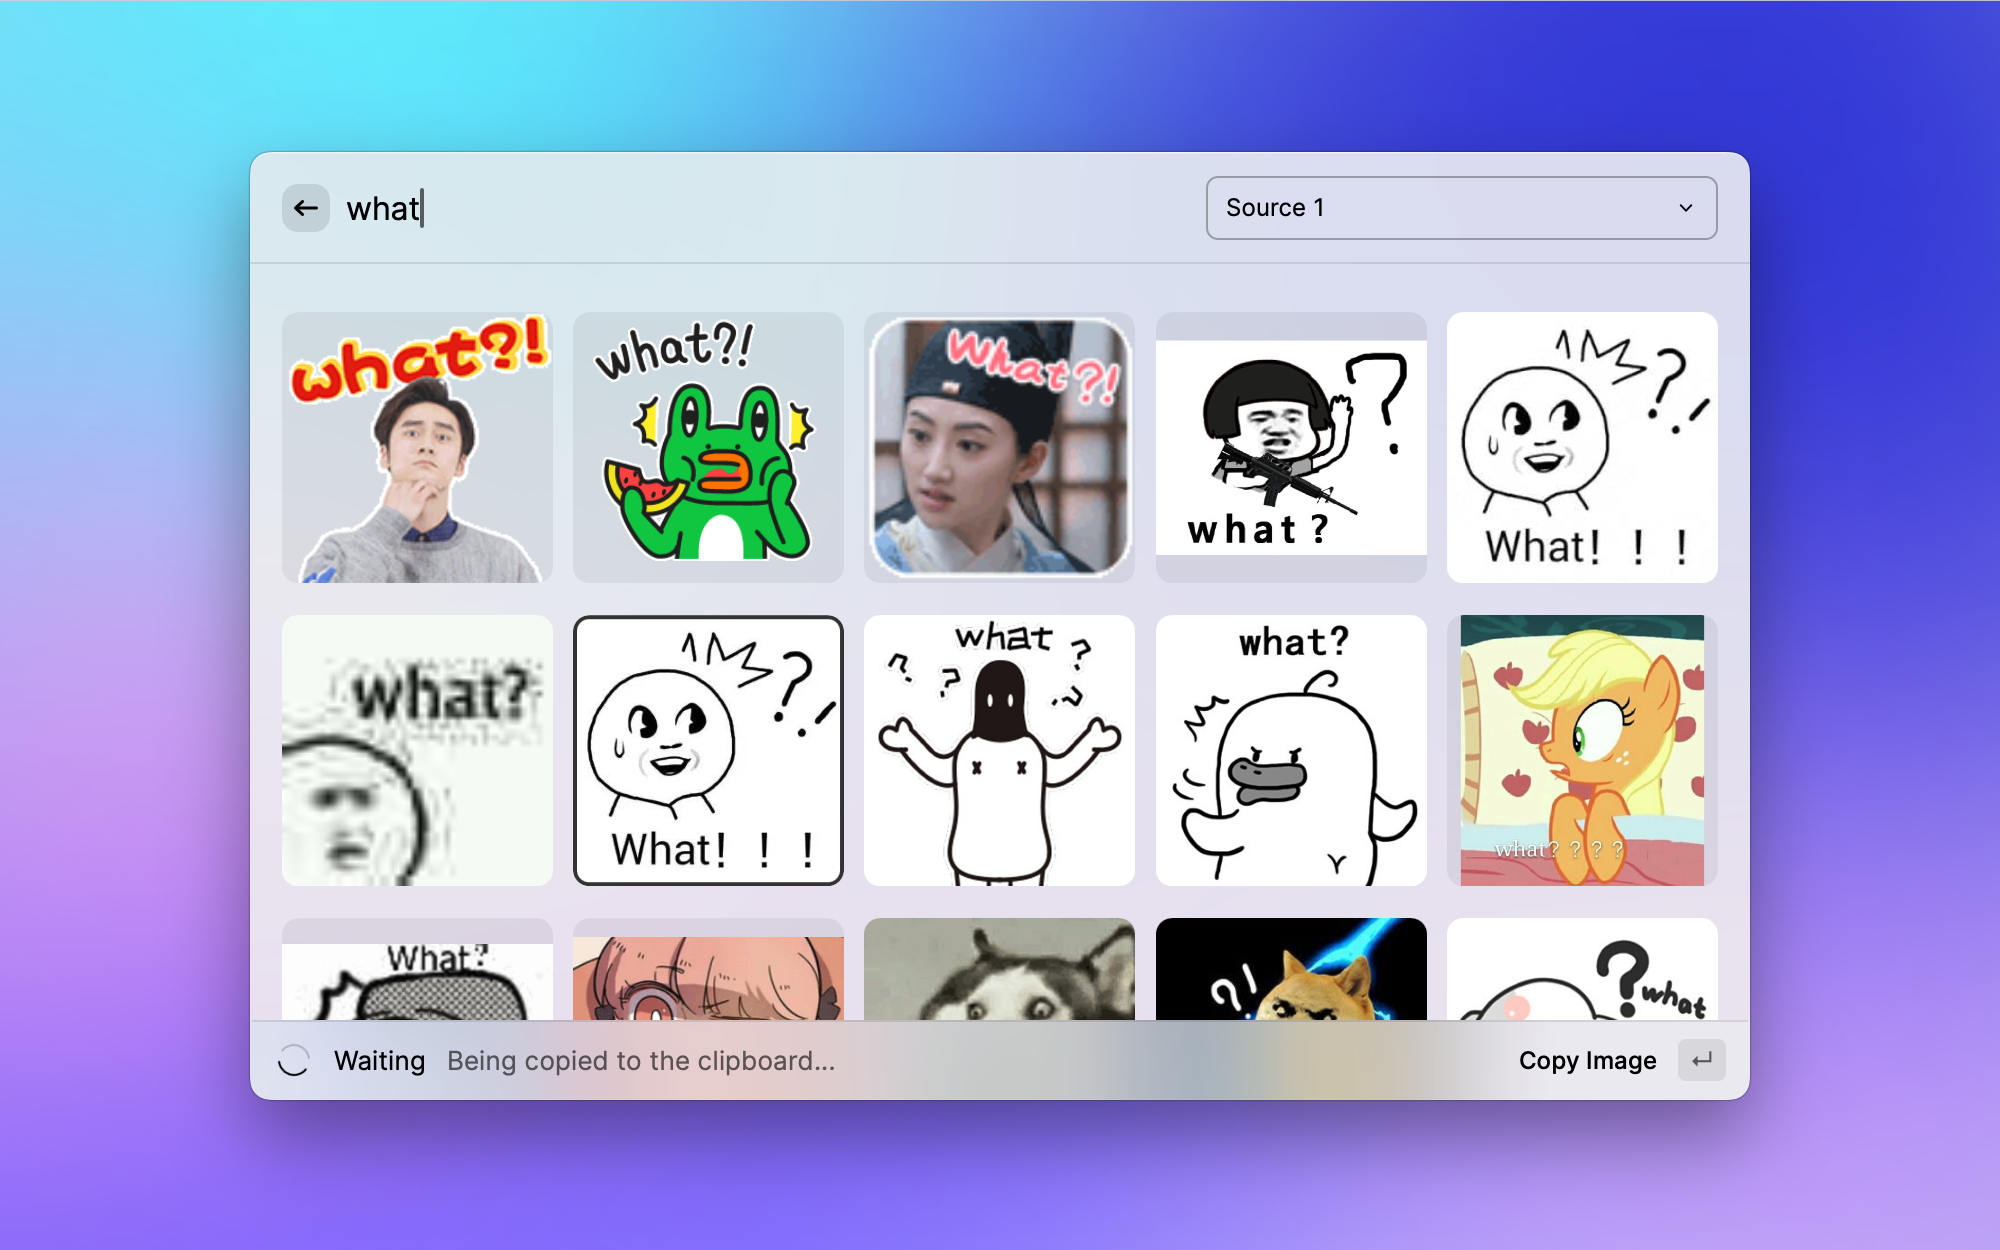 what
Source 1
what?!
what?!
What?!
?
what ?
?!
What! ! !
what?
?!
What! ! !
what
? ? ? ?
what?
what? ? ? ?
What?
?!
?
what
Waiting Being copied to the clipboard...
Copy Image